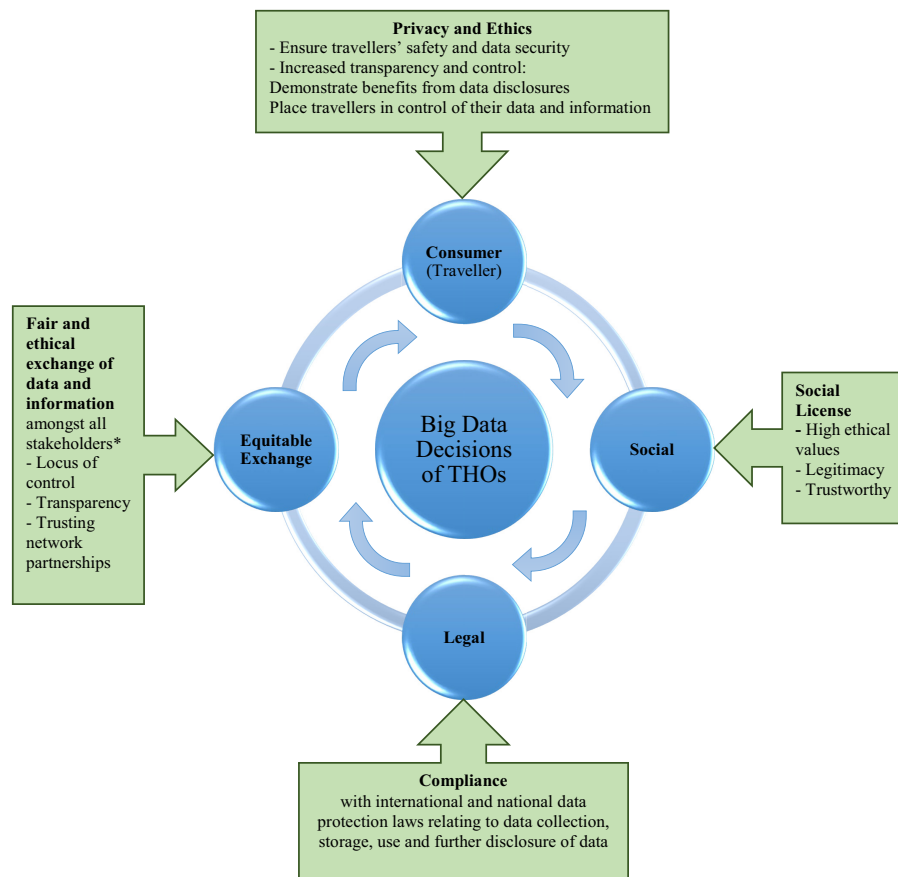 Privacy and Ethics
- Ensure travellers’ safety and data security
- Increased transparency and control:
Demonstrate benefits from data disclosures
Place travellers in control of their data and information
Consumer
(Traveller)
Fair and
ethical
exchange of
data and
information
amongst all
stakeholders*
- Locus of
control
- Transparency
- Trusting
network
partnerships
Equitable
Exchange
Big Data
Decisions
of THOs
Social
Social
License
- High ethical
values
- Legitimacy
- Trustworthy
Legal
Compliance
with international and national data
protection laws relating to data collection,
storage, use and further disclosure of data